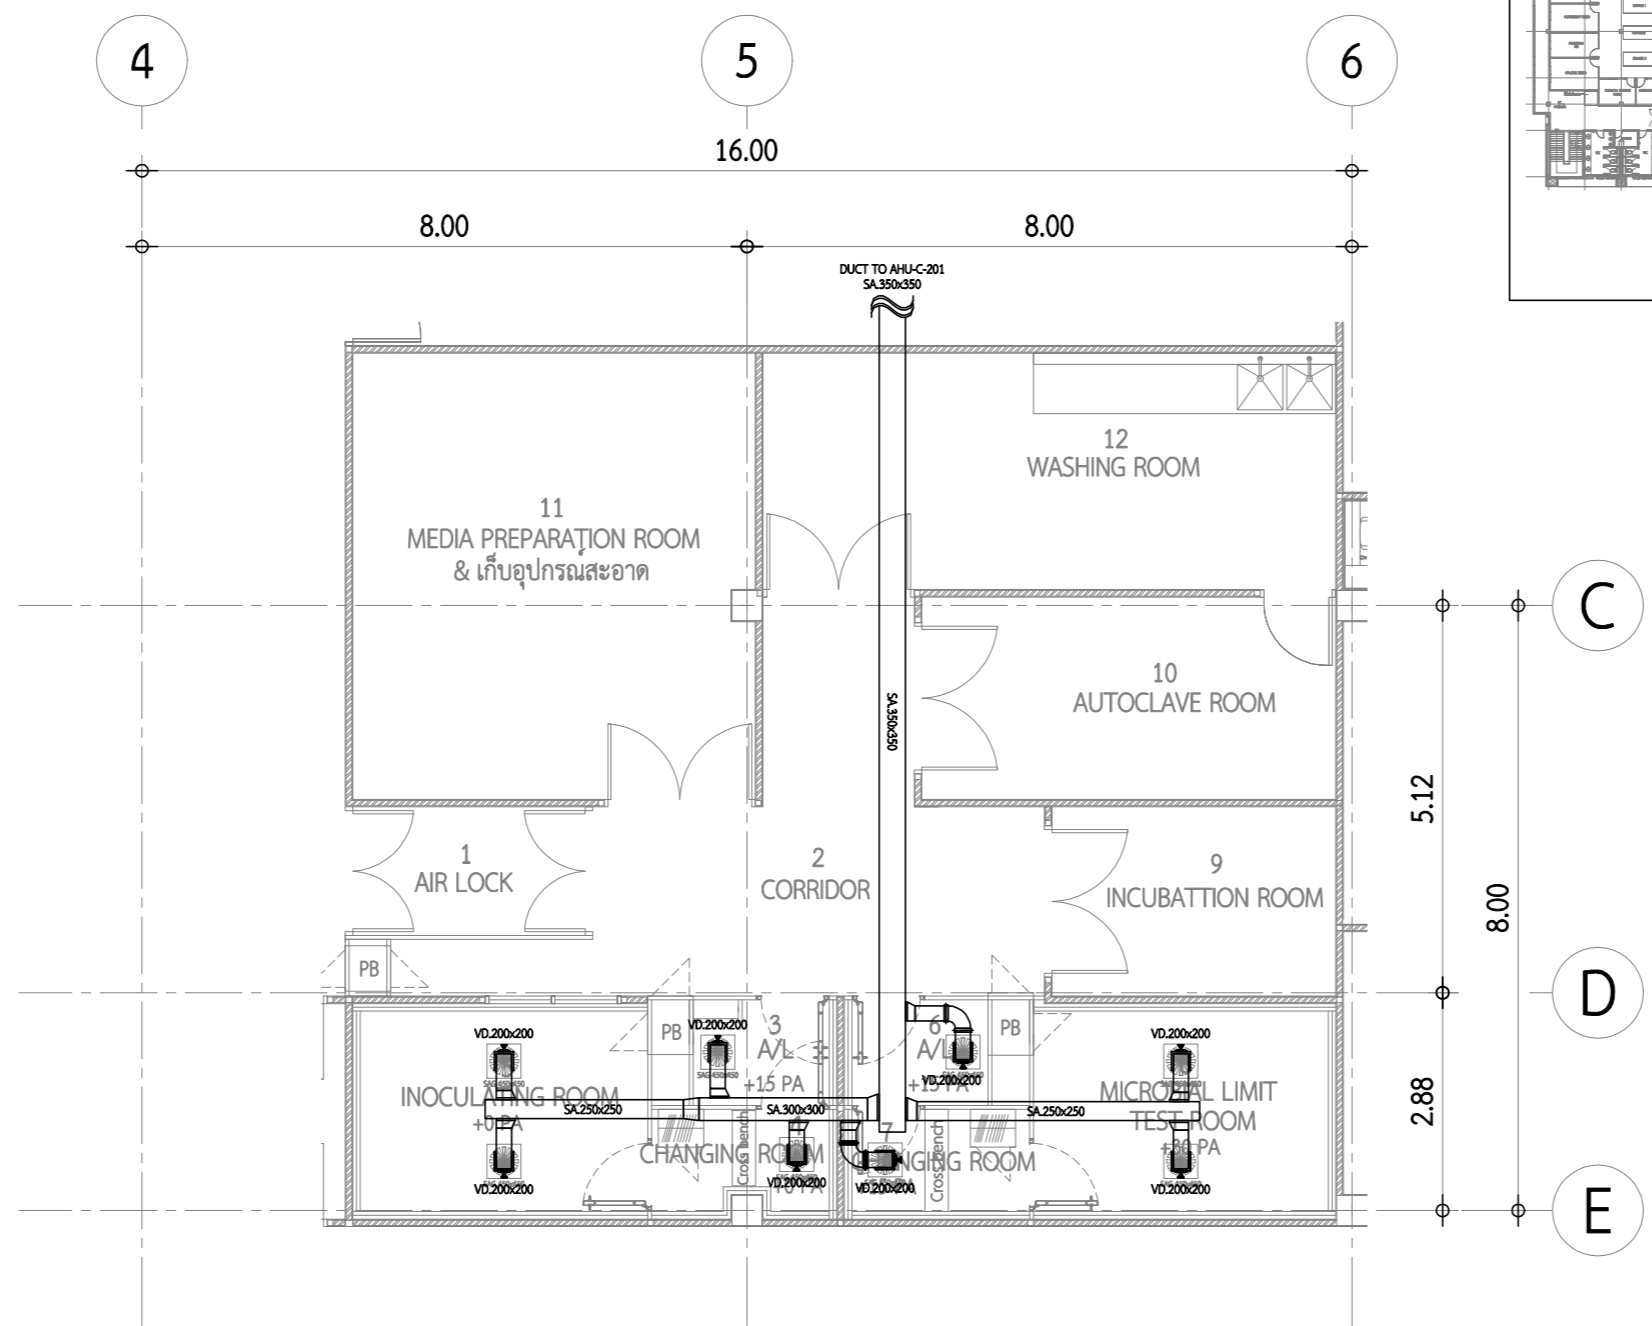 4
5
6
16.00
8.00
8.00
DUCT TO AHU-C-201
SA.350x350
12
WASHING ROOM
11
MEDIA PREPARATION ROOM
& เก็บอุปกรณ์สะอาด
C
10
AUTOCLAVE ROOM
SA.350x350
5.12
8.00
1
AIR LOCK
2
CORRIDOR
9
INCUBATTION ROOM
PB
D
VD.200x200
PB
VD.200x200
3
A/L
+15 PA
6
A/L
+15 PA
VD.200x200
PB
VD.200x200
SAG.450x450
SAG.450x450
INOCULATING ROOM
+0 PA
MICROBIAL LIMIT
TEST ROOM
+30 PA
SA.250x250
SA.300x300
SA.250x250
2.88
CHANGING ROOM
Cross bench
7
CHANGING ROOM
Cross bench
VD.200x200
VD.200x200
VD.200x200
VD.200x200
E